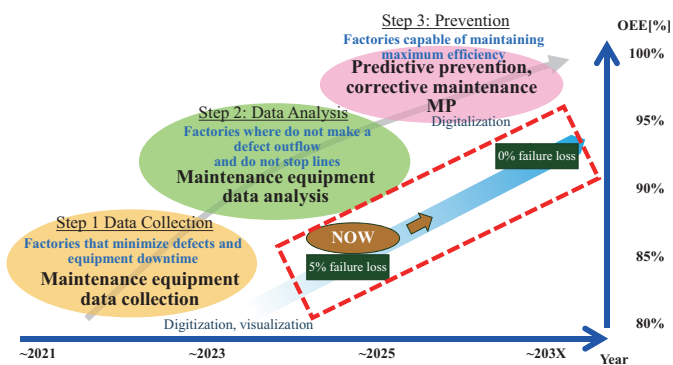 Step 3: Prevention
Factories capable of maintaining
maximum efficiency
Predictive prevention,
corrective maintenance
MP
Digitalization
OEE[%]
100%
95%
90%
85%
80%
Step 2: Data Analysis
Factories where do not make a
defect outflow
and do not stop lines
Maintenance equipment
data analysis
0% failure loss
Step 1 Data Collection
Factories that minimize defects and
equipment downtime
Maintenance equipment
data collection
NOW
5% failure loss
Digitization, visualization
~2021
~2023
~2025
~203X
Year